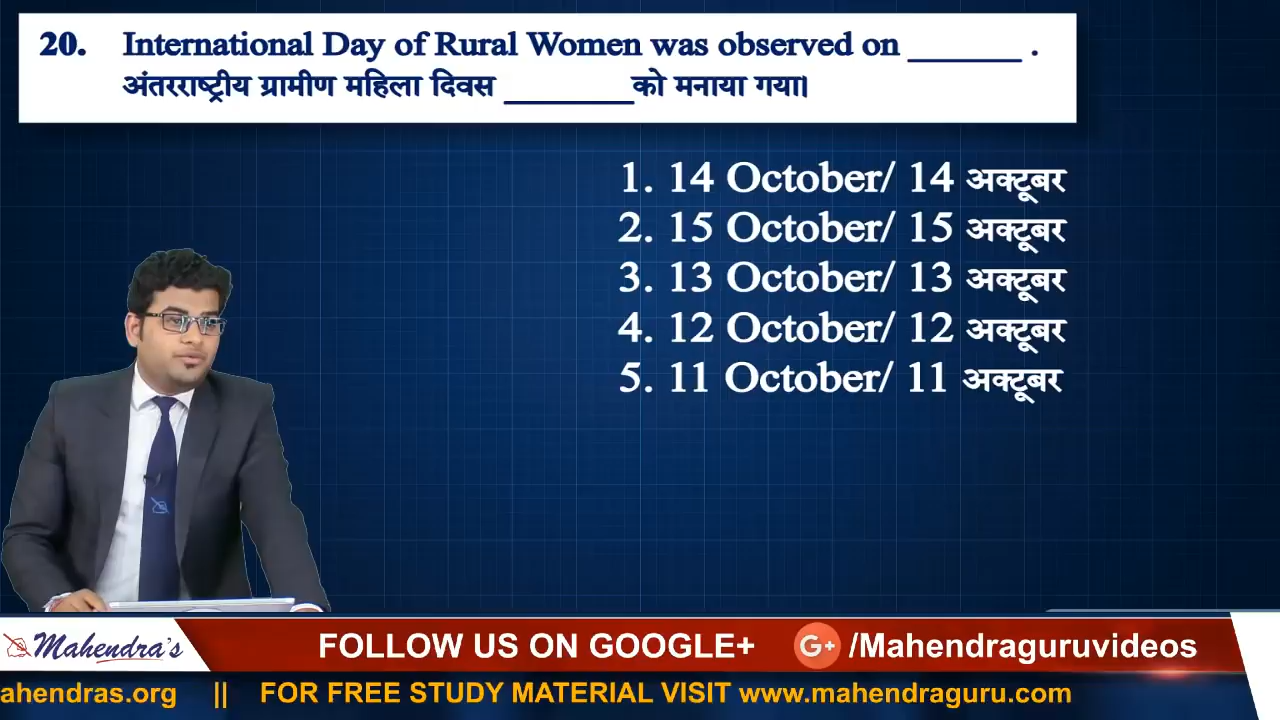 20. International Day of Rural Women was observed on ______ .
अंतरराष्ट्रीय ग्रामीण महिला दिवस _______को मनाया गया।
1. 14 October/ 14 अक्टूबर
2. 15 October/ 15 अक्टूबर
3. 13 October/ 13 अक्टूबर
4. 12 October/ 12 अक्टूबर
5. 11 October/ 11 अक्टूबर
Mahendra's
FOLLOW US ON GOOGLE+ G+ /Mahendraguruvideos
ahendras.org || FOR FREE STUDY MATERIAL VISIT www.mahendraguru.com